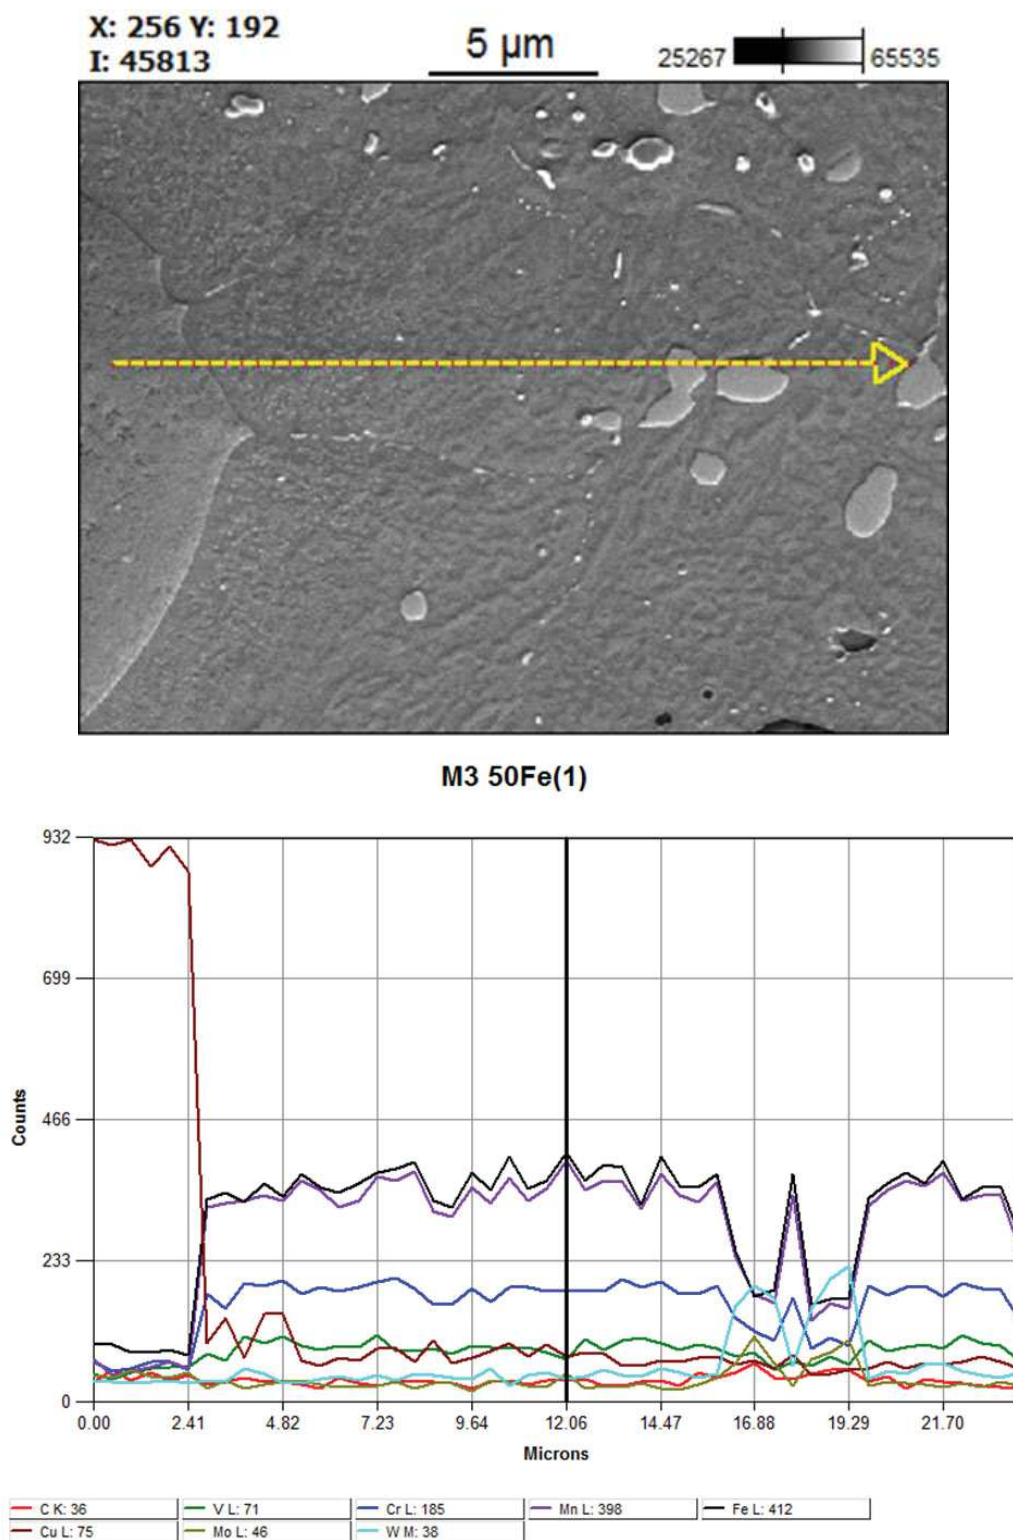 X: 256 Y: 192
I: 45813
5 µm
25267 65535
M3 50Fe(1)
932
699
466
233
0
Counts
0.00 2.41 4.82 7.23 9.64 12.06 14.47 16.88 19.29 21.70
Microns
C K: 36 V L: 71 Cr L: 185 Mn L: 398 Fe L: 412
Cu L: 75 Mo L: 46 W M: 38